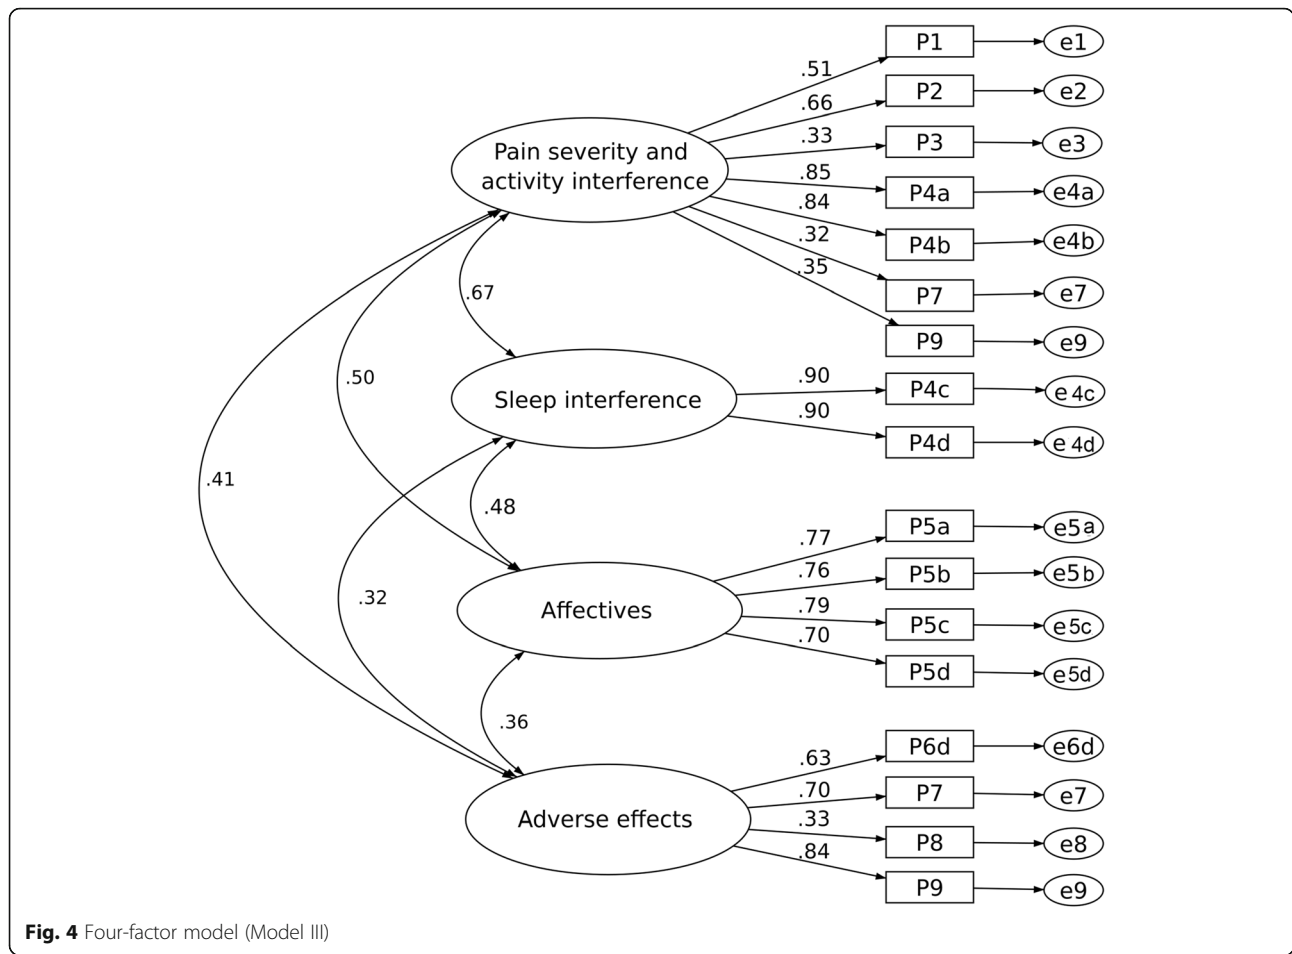 P1 e1
.51
P2 e2
.66
.33 P3 e3
Pain severity and
activity interference
.85 P4a e4a
.84
P4b e4b
.32
.35
P7 e7
.67
P9 e9
.50
Sleep interference
.90 P4c e4c
.90
P4d e4d
.41
.48
P5a e5a
.77
.76 P5b e5b
.32
Affectives
.79 P5c e5c
.70
P5d e5d
.36
P6d e6d
.63
.70 P7 e7
Adverse effects
.33
P8 e8
.84
P9 e9
Fig. 4 Four-factor model (Model III)